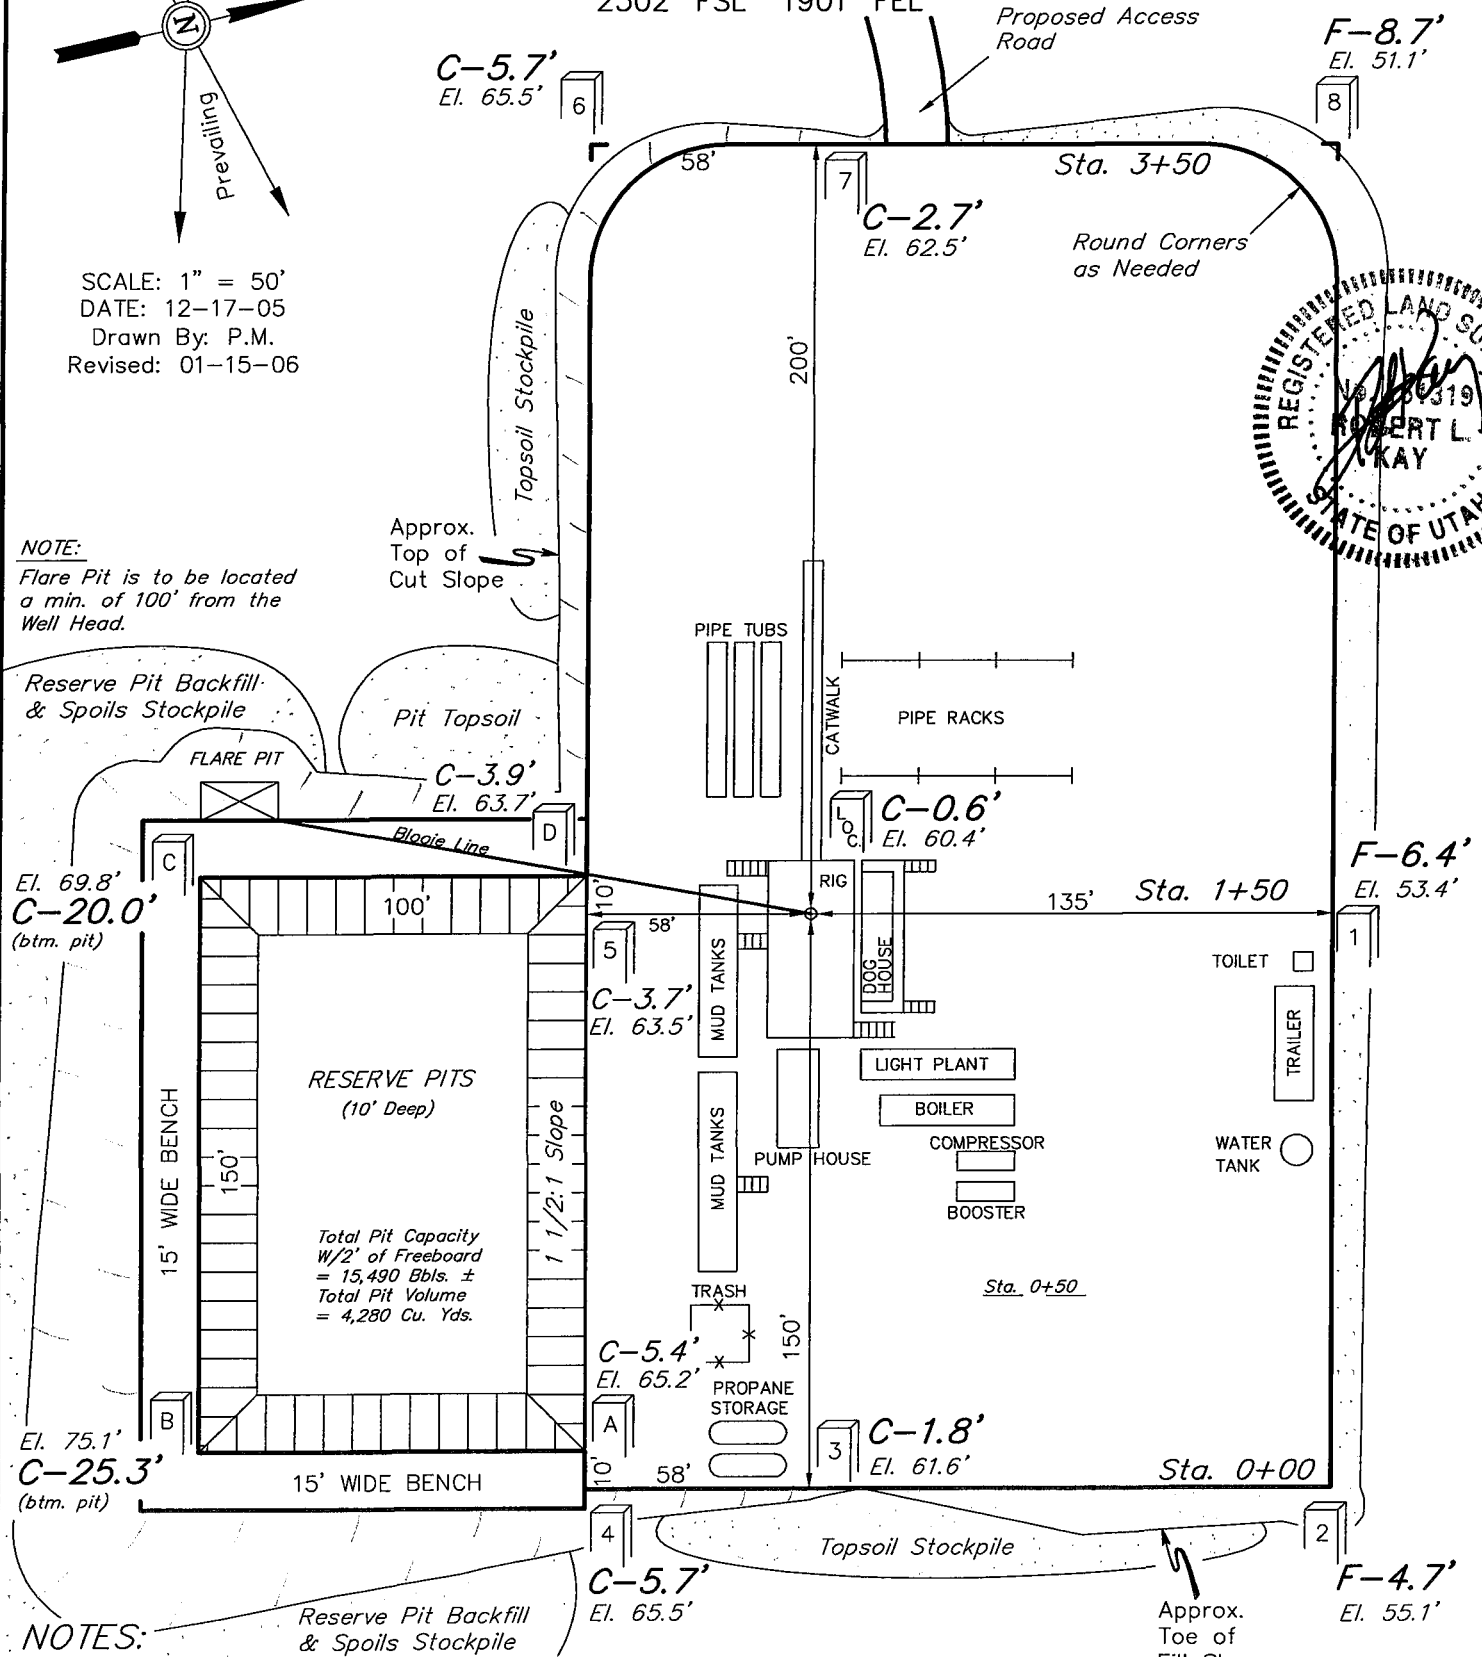 2302' FSL 1901' FEL
N
Prevailing
SCALE: 1" = 50'
DATE: 12-17-05
Drawn By: P.M.
Revised: 01-15-06
Proposed Access
Road
C-5.7'
El. 65.5'
6
F-8.7'
El. 51.1'
8
58'
Sta. 3+50
7
C-2.7'
El. 62.5'
Round Corners
as Needed
Topsoil Stockpile
200'
REGISTERED LAND
ROBERT L.
KAY
STATE OF UTAH
Approx.
Top of
Cut Slope
NOTE:
Flare Pit is to be located
a min. of 100' from the
Well Head.
Reserve Pit Backfill
& Spoils Stockpile
Pit Topsoil
FLARE PIT
PIPE TUBS
CATWALK
PIPE RACKS
C-3.9'
El. 63.7'
D
Blooie Line
C
El. 69.8'
C-20.0'
(btm. pit)
LOC.
C-0.6'
El. 60.4'
RIG
F-6.4'
El. 53.4'
100'
10'
58'
135'
Sta. 1+50
1
5
C-3.7'
El. 63.5'
MUD TANKS
DOG
HOUSE
TOILET
TRAILER
RESERVE PITS
(10' Deep)
LIGHT PLANT
BOILER
COMPRESSOR
BOOSTER
PUMP HOUSE
MUD TANKS
WATER
TANK
15' WIDE BENCH
150'
1 1/2:1 Slope
Total Pit Capacity
W/2' of Freeboard
= 15,490 Bbls. ±
Total Pit Volume
= 4,280 Cu. Yds.
Sta. 0+50
TRASH
150'
C-5.4'
El. 65.2'
PROPANE
STORAGE
B
El. 75.1'
C-25.3'
(btm. pit)
A
3
C-1.8'
El. 61.6'
15' WIDE BENCH
10'
58'
Sta. 0+00
4
C-5.7'
El. 65.5'
Topsoil Stockpile
2
F-4.7'
El. 55.1'
NOTES:
Reserve Pit Backfill
& Spoils Stockpile
Approx.
Toe of